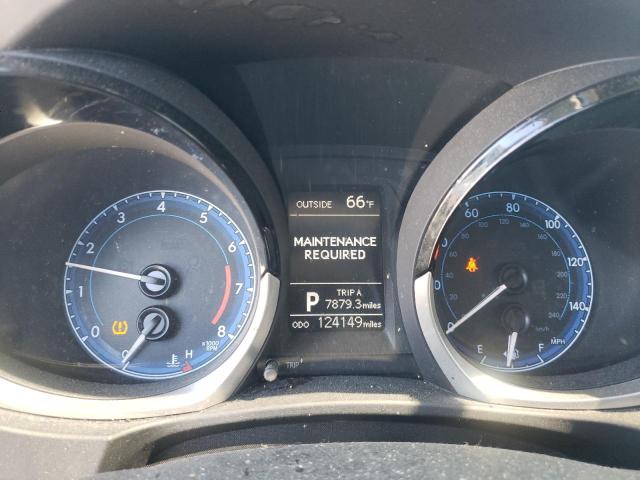 0 1 2 3 4 5 6 7 8
x1000 RPM
H
OUTSIDE 66°F
MAINTENANCE
REQUIRED
TRIP A
P 7879.3 miles
ODO 124149 miles
TRIP
60 80 100 120 140
MPH
km/h
E F